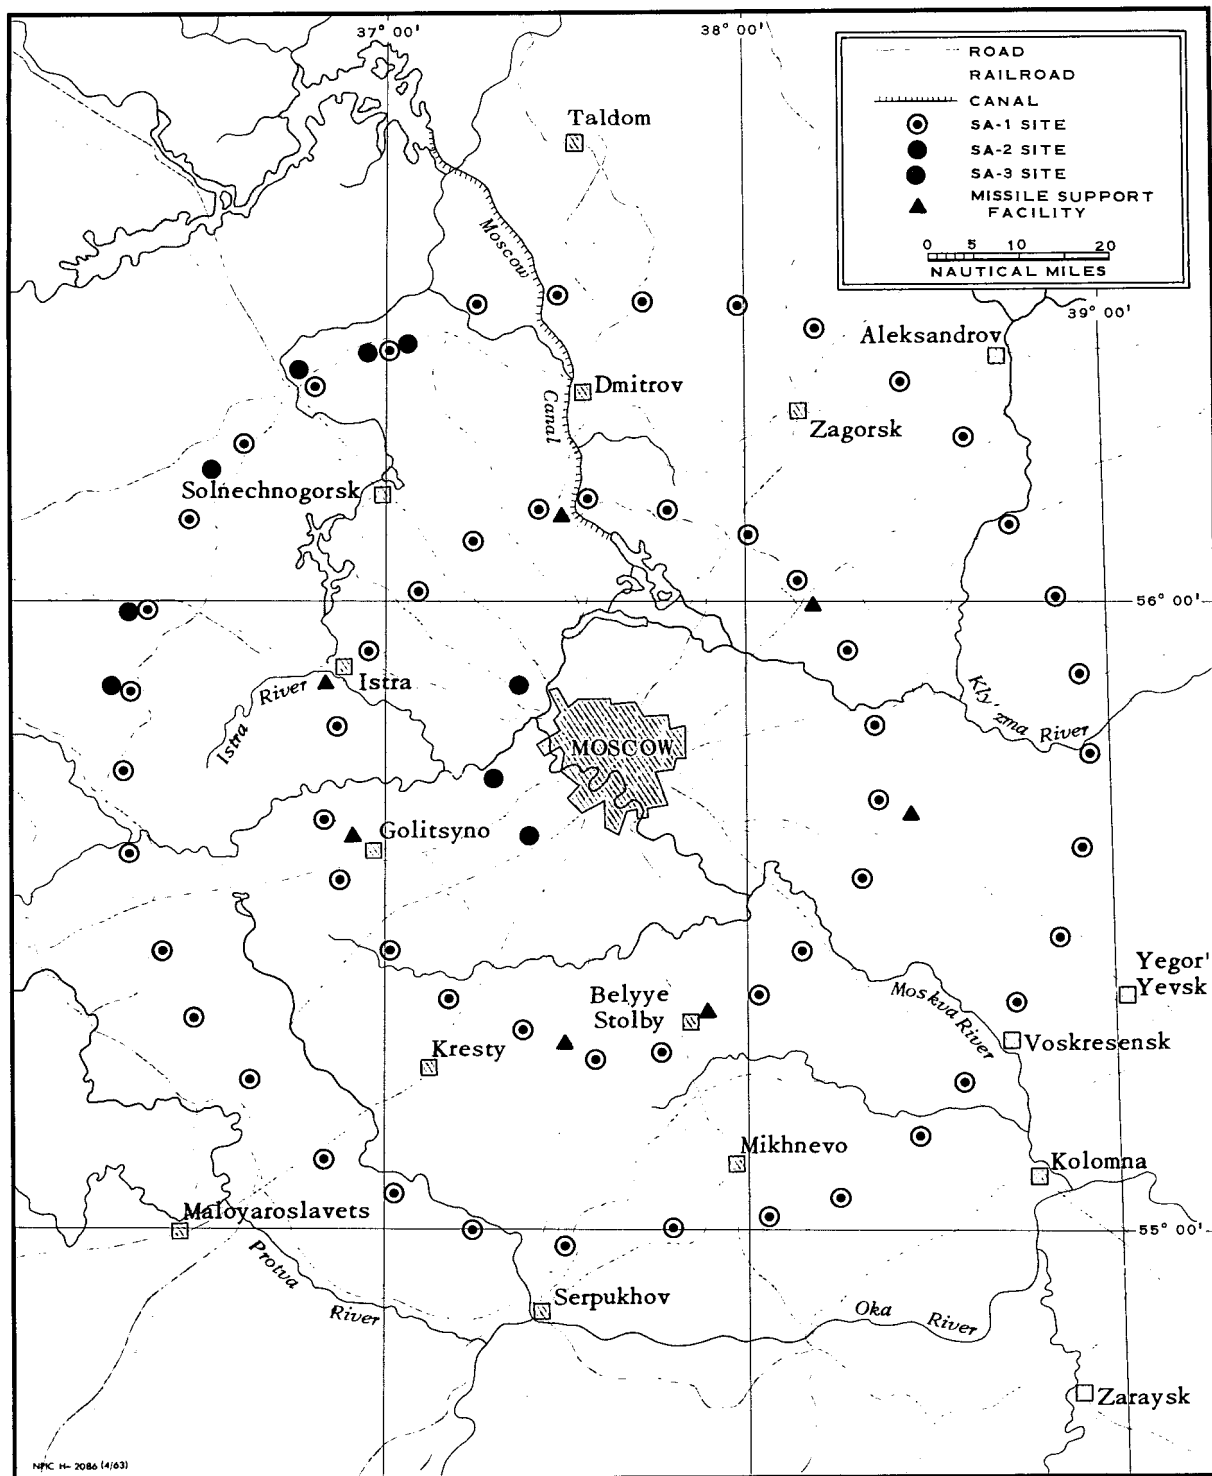 37° 00'
38° 00'
ROAD
RAILROAD
CANAL
SA-1 SITE
SA-2 SITE
SA-3 SITE
MISSILE SUPPORT
FACILITY
0 5 10 20
NAUTICAL MILES
Taldom
Moscow
Canal
39° 00'
Aleksandrov
Dmitrov
Zagorsk
Solnechnogorsk
56° 00'
Istra
Istra River
Kly'zma River
MOSCOW
Golitsyno
Yegor'
Yevsk
Belyye
Stolby
Moskva River
Kresty
Voskresensk
Mikhnevo
Kolomna
Maloyaroslavets
55° 00'
Protva
River
Serpukhov
Oka River
Zaraysk
NPIC H-2086 (4/63)